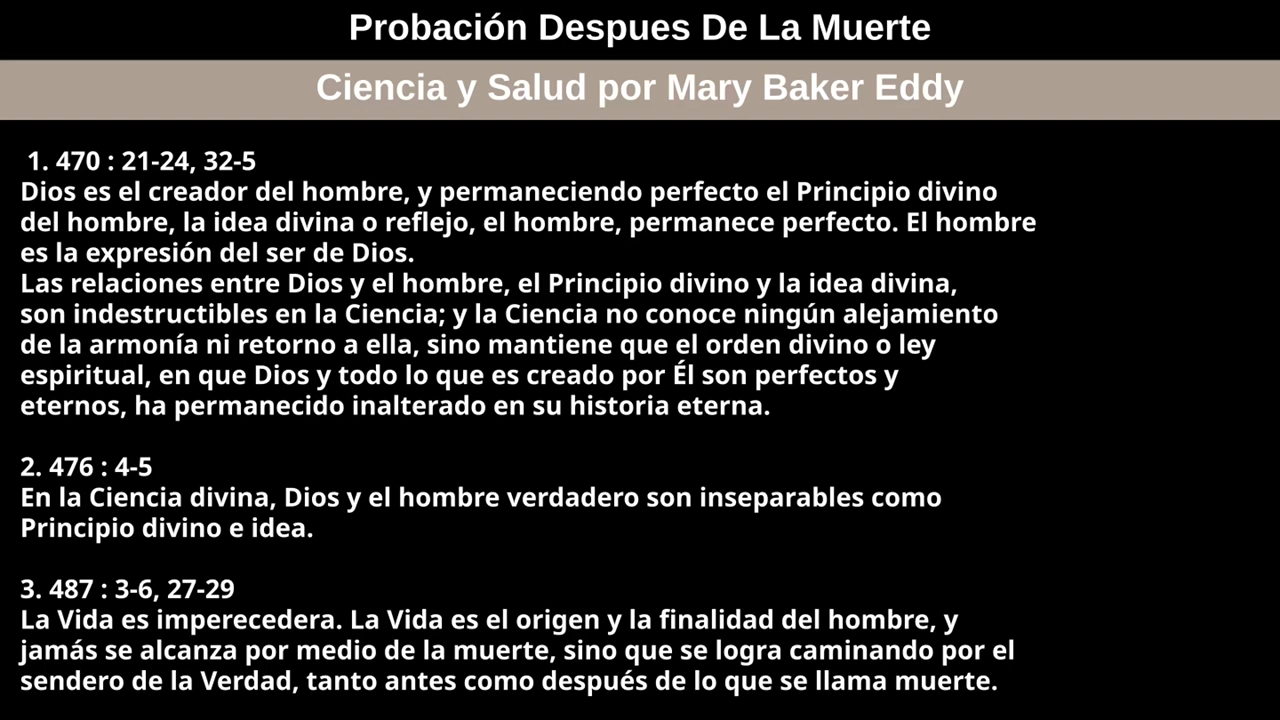 Probación Despues De La Muerte
Ciencia y Salud por Mary Baker Eddy
1. 470 : 21-24, 32-5
Dios es el creador del hombre, y permaneciendo perfecto el Principio divino
del hombre, la idea divina o reflejo, el hombre, permanece perfecto. El hombre
es la expresión del ser de Dios.
Las relaciones entre Dios y el hombre, el Principio divino y la idea divina,
son indestructibles en la Ciencia; y la Ciencia no conoce ningún alejamiento
de la armonía ni retorno a ella, sino mantiene que el orden divino o ley
espiritual, en que Dios y todo lo que es creado por Él son perfectos y
eternos, ha permanecido inalterado en su historia eterna.
2. 476 : 4-5
En la Ciencia divina, Dios y el hombre verdadero son inseparables como
Principio divino e idea.
3. 487 : 3-6, 27-29
La Vida es imperecedera. La Vida es el origen y la finalidad del hombre, y
jamás se alcanza por medio de la muerte, sino que se logra caminando por el
sendero de la Verdad, tanto antes como después de lo que se llama muerte.